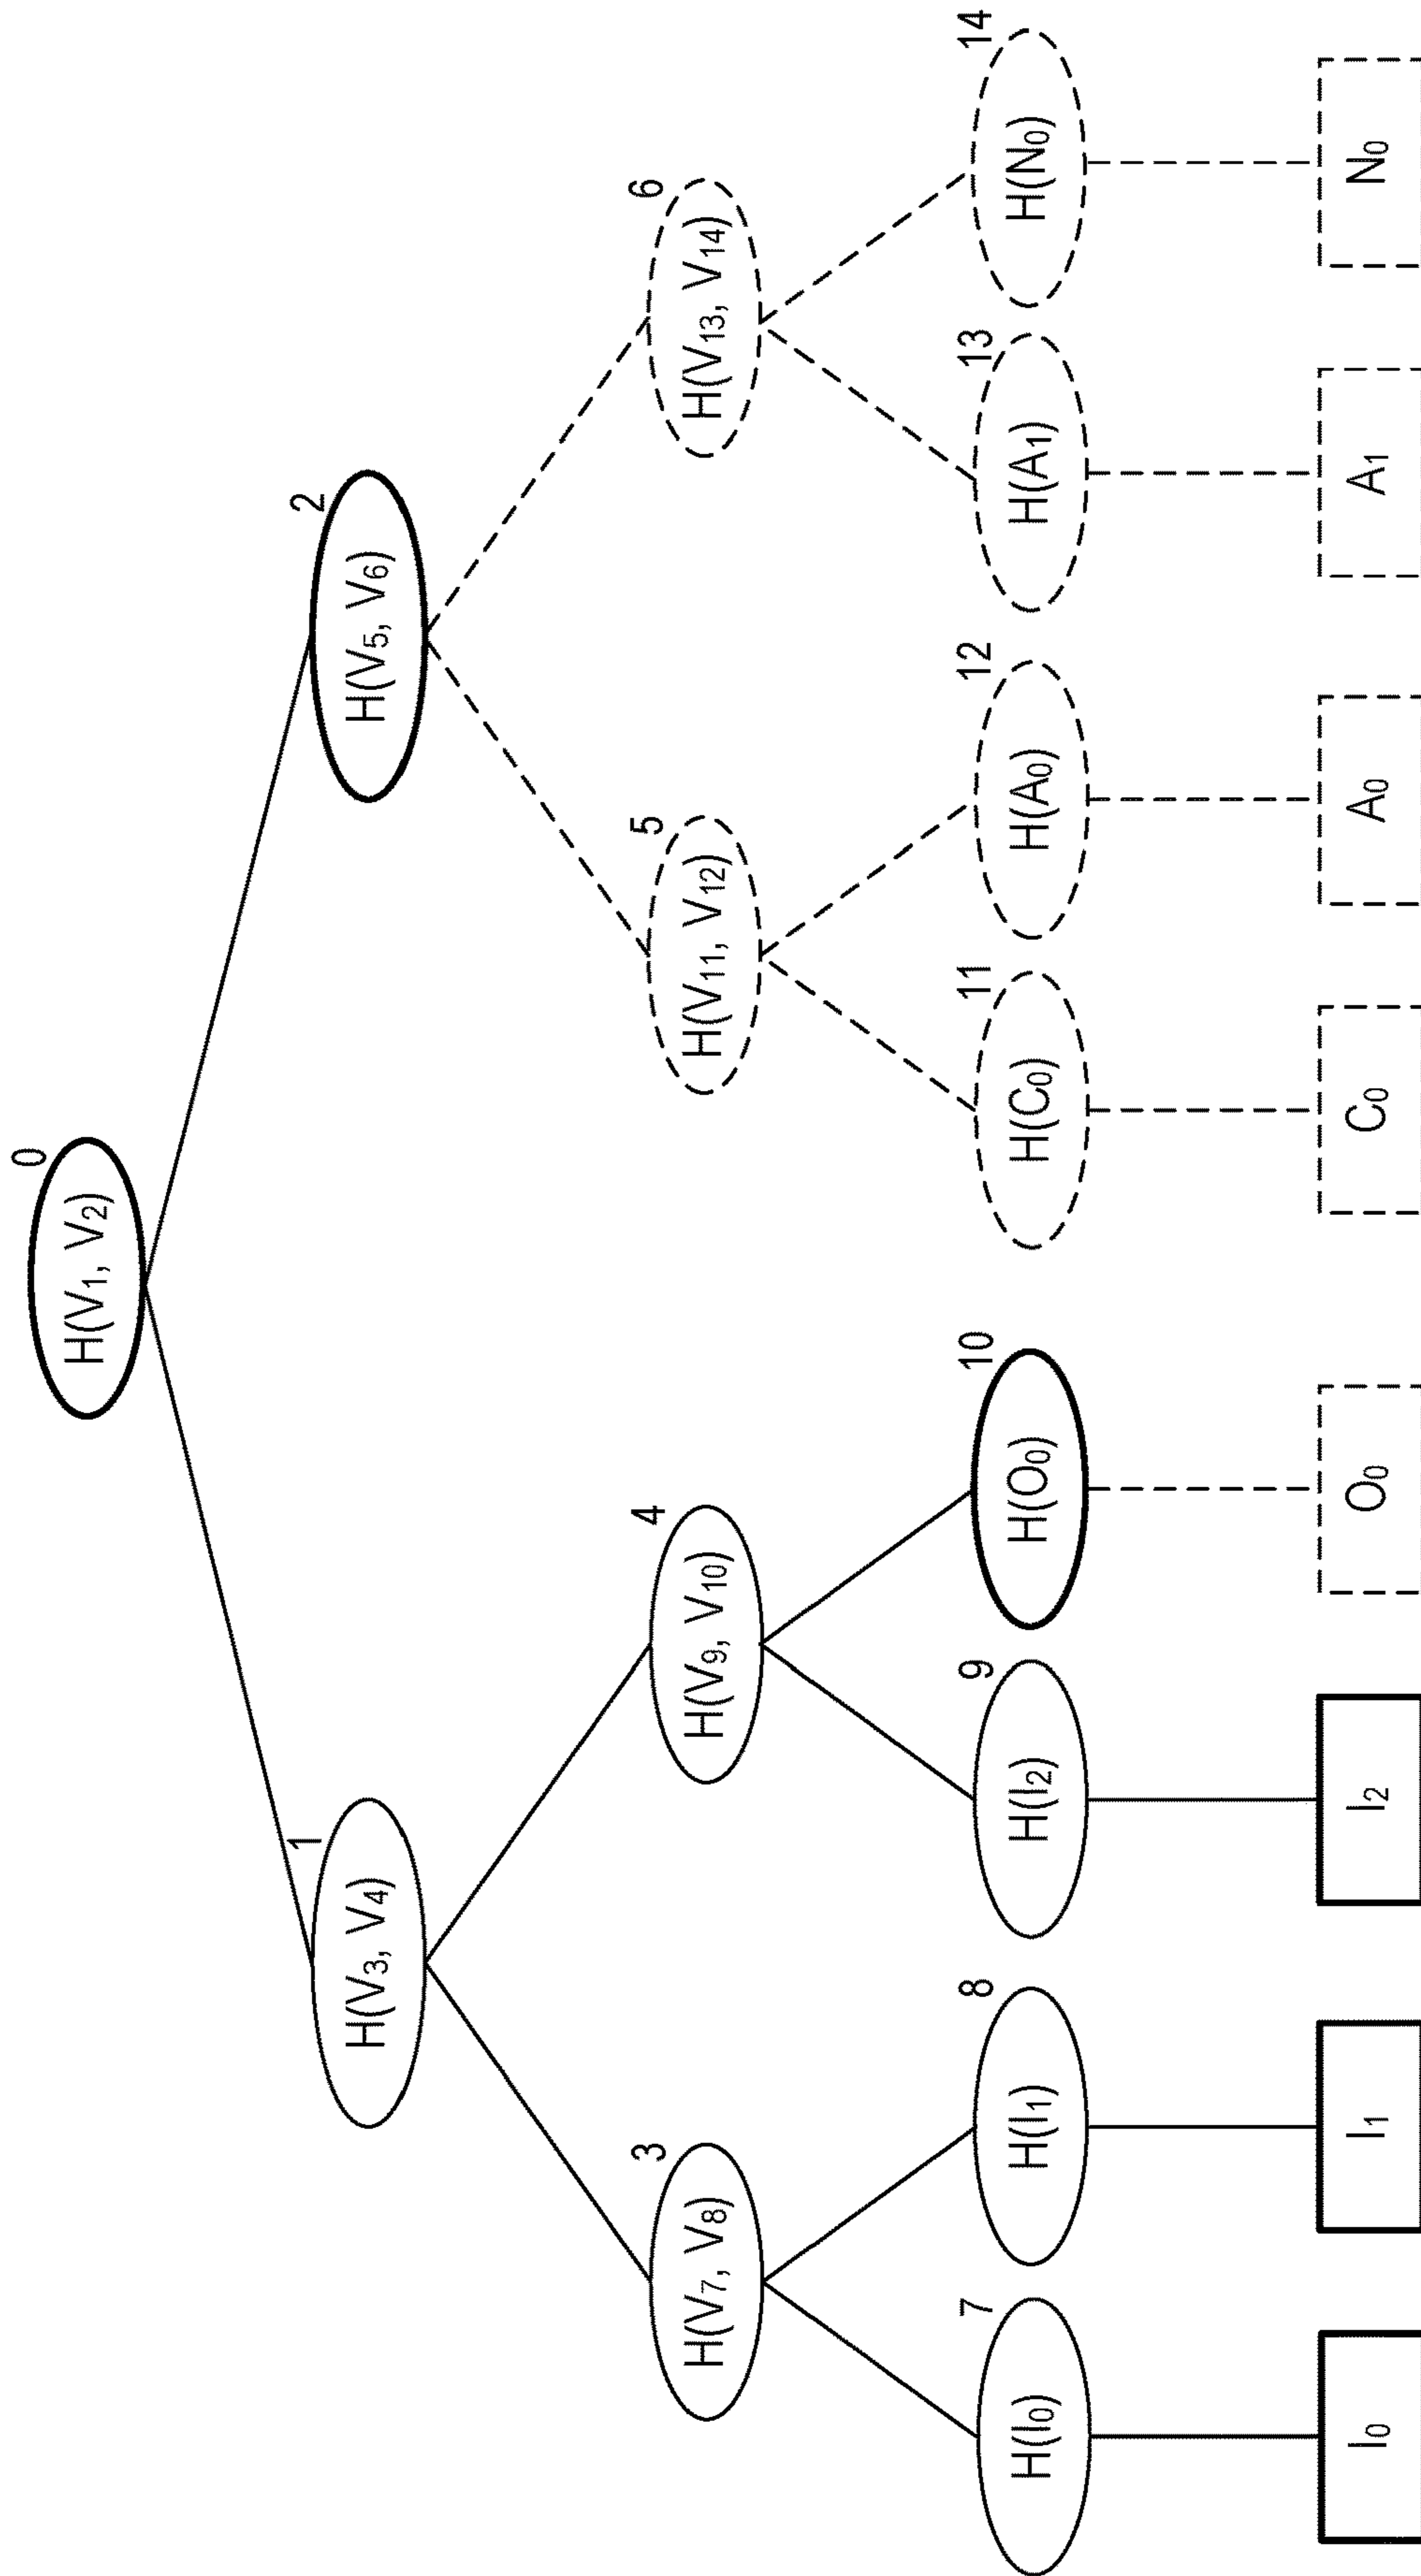 0
H(V₁, V₂)
1
H(V₃, V₄)
2
H(V₅, V₆)
3
H(V₇, V₈)
4
H(V₉, V₁₀)
5
H(V₁₁, V₁₂)
6
H(V₁₃, V₁₄)
7
H(I₀)
8
H(I₁)
9
H(I₂)
10
H(O₀)
11
H(C₀)
12
H(A₀)
13
H(A₁)
14
H(N₀)
I₀
I₁
I₂
O₀
C₀
A₀
A₁
N₀